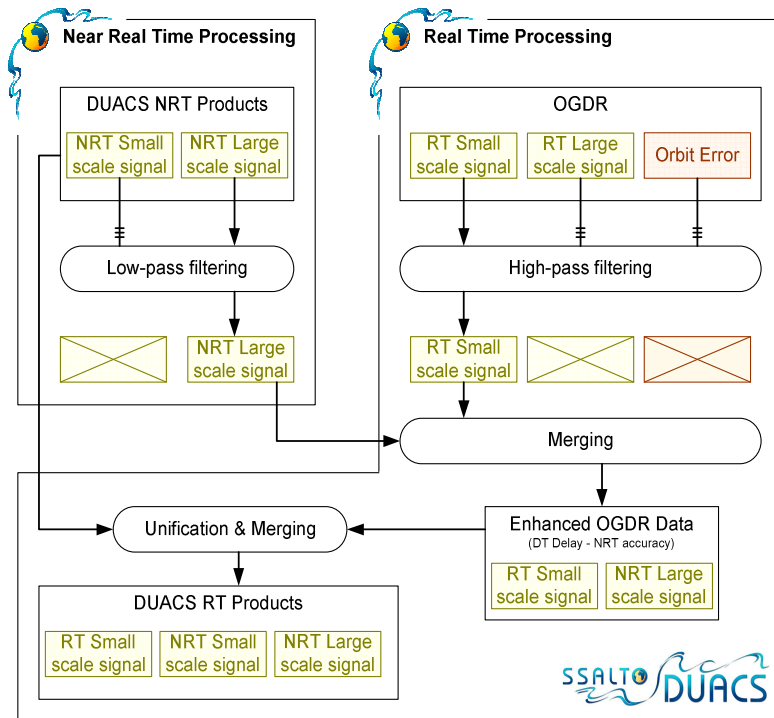 Near Real Time Processing
DUACS NRT Products
NRT Small
scale signal
NRT Large
scale signal
Low-pass filtering
NRT Large
scale signal
Real Time Processing
OGDR
RT Small
scale signal
RT Large
scale signal
Orbit Error
High-pass filtering
RT Small
scale signal
Merging
Enhanced OGDR Data
(DT Delay - NRT accuracy)
RT Small
scale signal
NRT Large
scale signal
Unification & Merging
DUACS RT Products
RT Small
scale signal
NRT Small
scale signal
NRT Large
scale signal
SSALTO
DUACS